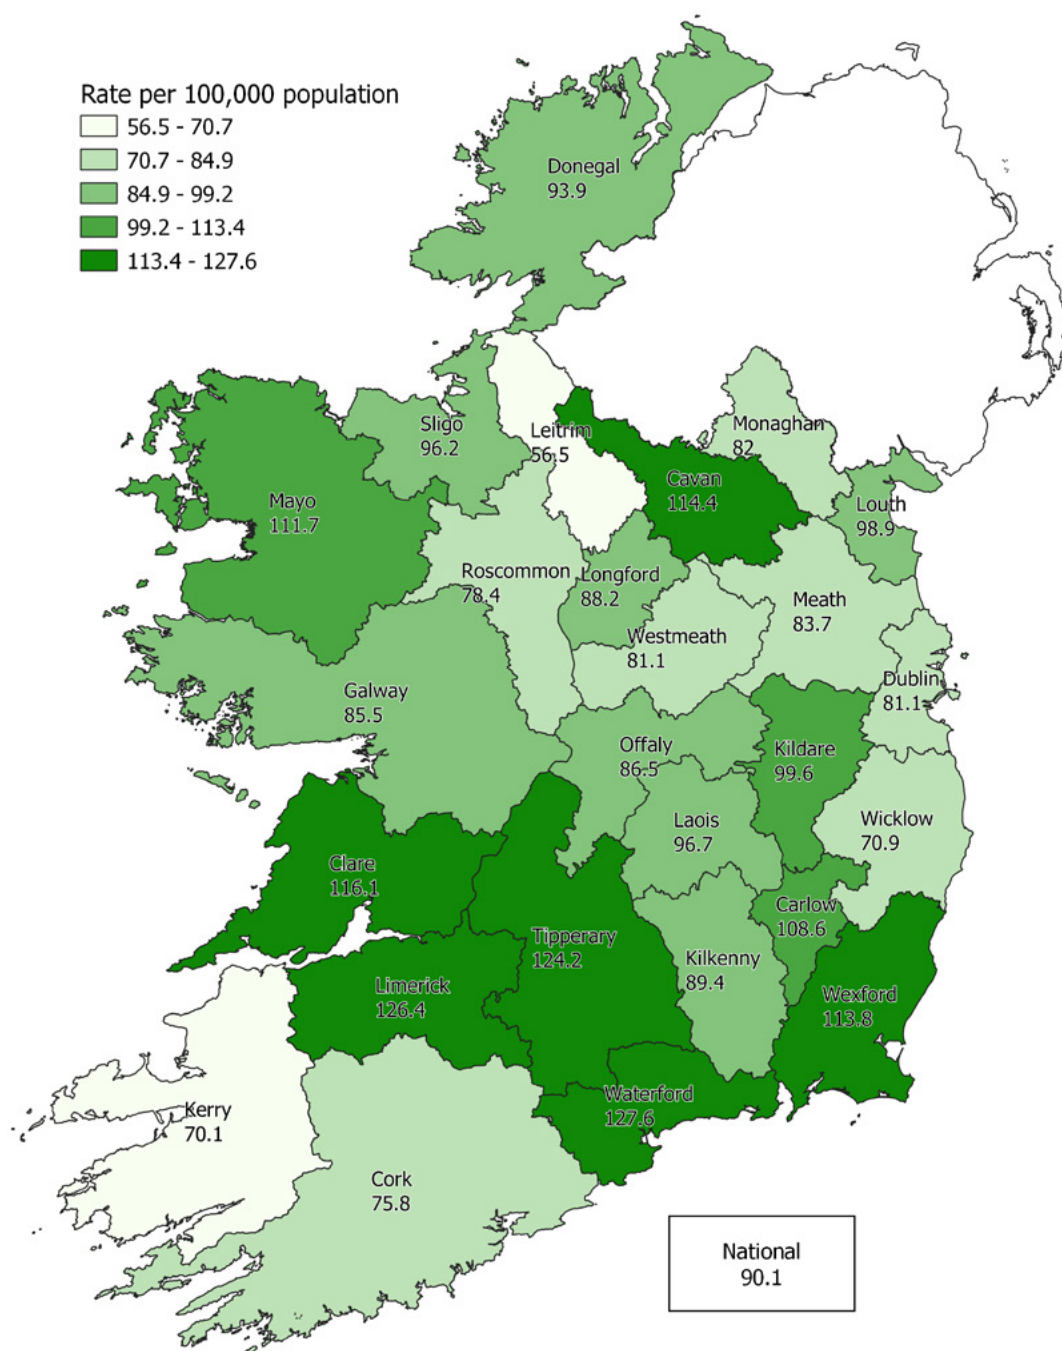 Rate per 100,000 population
56.5 - 70.7
70.7 - 84.9
84.9 - 99.2
99.2 - 113.4
113.4 - 127.6
Donegal
93.9
Sligo
96.2
Leitrim
56.5
Monaghan
82
Cavan
114.4
Louth
98.9
Mayo
111.7
Roscommon
78.4
Longford
88.2
Meath
83.7
Westmeath
81.1
Dublin
81.1
Galway
85.5
Offaly
86.5
Kildare
99.6
Laois
96.7
Wicklow
70.9
Clare
116.1
Carlow
108.6
Tipperary
124.2
Kilkenny
89.4
Limerick
126.4
Wexford
113.8
Waterford
127.6
Kerry
70.1
Cork
75.8
National
90.1